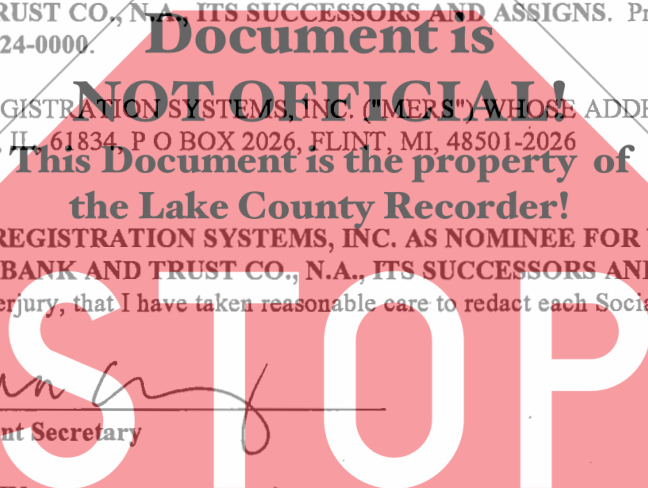 RUST CO., N.A., ITS SUCCESSORS AND ASSIGNS. Pr
24-0000.
Document is
NOT OFFICIAL!
GISTRATION SYSTEMS, INC. ("MERS") WHOSE ADDR
IL, 61834, P O BOX 2026, FLINT, MI, 48501-2026
This Document is the property of
the Lake County Recorder!
REGISTRATION SYSTEMS, INC. AS NOMINEE FOR
BANK AND TRUST CO., N.A., ITS SUCCESSORS AN
erjury, that I have taken reasonable care to redact each Socia
STOP
nt Secretary